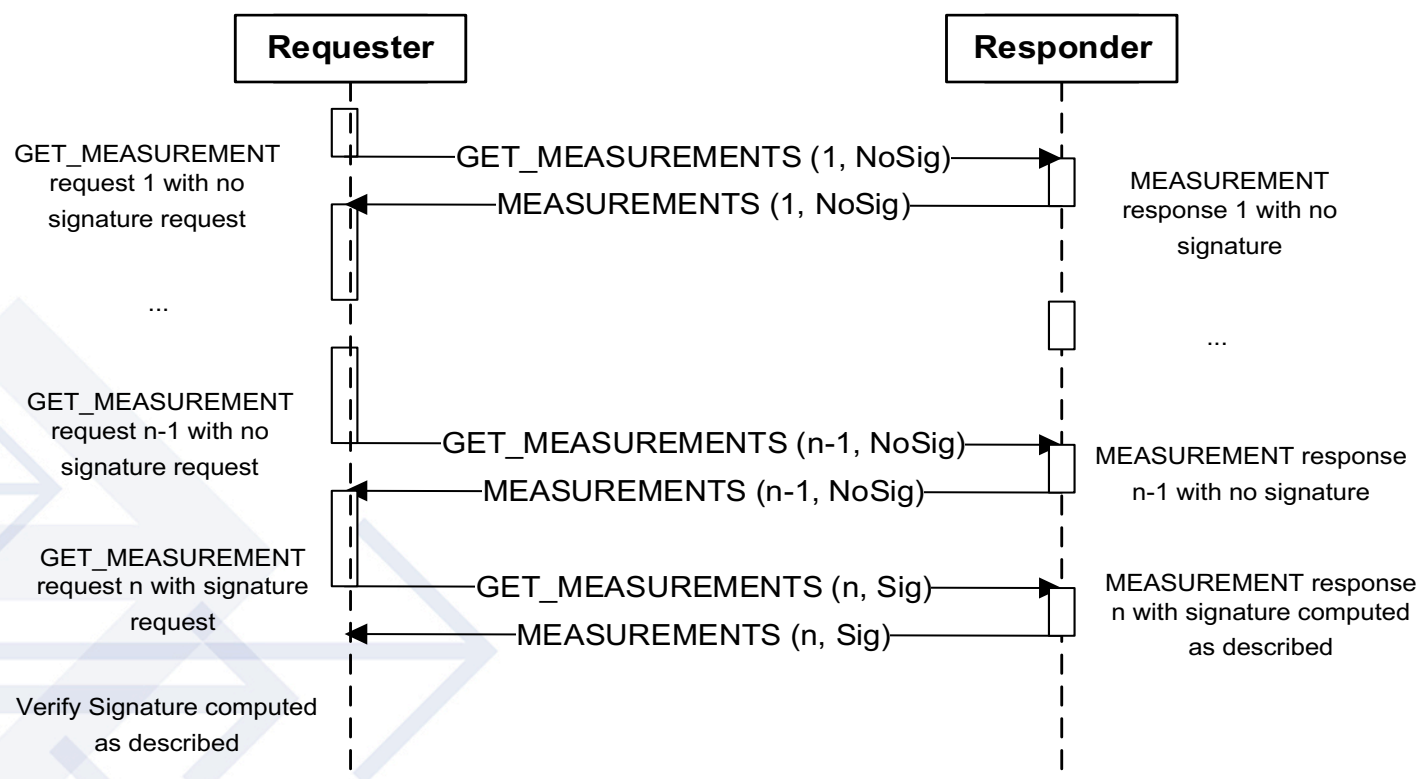 Requester
Responder
GET_MEASUREMENT
request 1 with no
signature request
GET_MEASUREMENTS (1, NoSig)
MEASUREMENTS (1, NoSig)
MEASUREMENT
response 1 with no
signature
...
...
GET_MEASUREMENT
request n-1 with no
signature request
GET_MEASUREMENTS (n-1, NoSig)
MEASUREMENTS (n-1, NoSig)
MEASUREMENT response
n-1 with no signature
GET_MEASUREMENT
request n with signature
request
GET_MEASUREMENTS (n, Sig)
MEASUREMENTS (n, Sig)
MEASUREMENT response
n with signature computed
as described
Verify Signature computed
as described